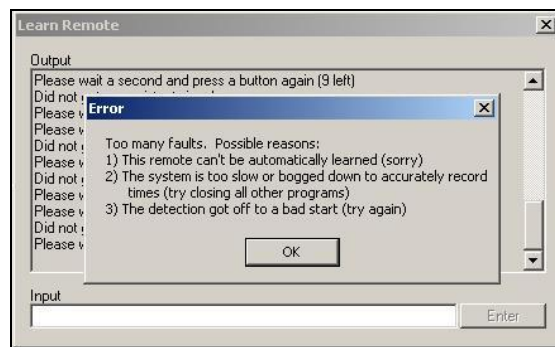 Learn Remote
Output
Please wait a second and press a button again (9 left)
Did not
Please
Error
Please
Too many faults. Possible reasons:
Did not
1) This remote can't be automatically learned (sorry)
Please
2) The system is too slow or bogged down to accurately record
Did not
times (try closing all other programs)
Please
3) The detection got off to a bad start (try again)
Please
Did not
Please
OK
Input
Enter